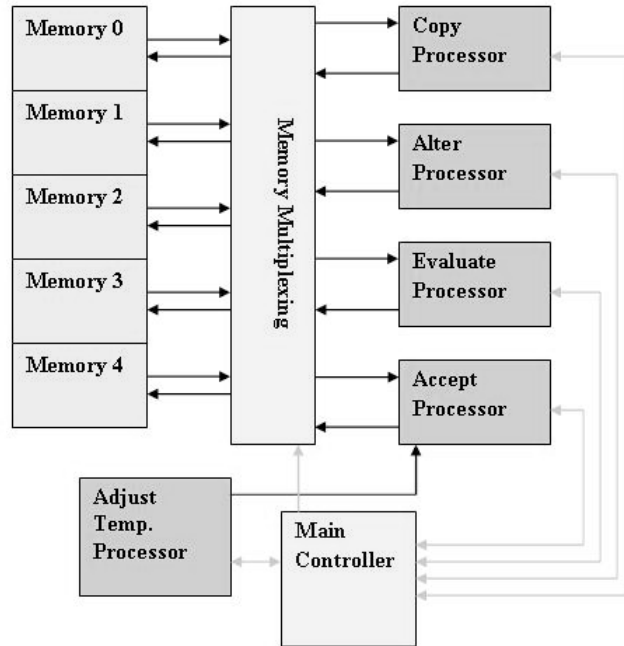 Memory 0
Memory 1
Memory 2
Memory 3
Memory 4
Memory Multiplexing
Copy
Processor
Alter
Processor
Evaluate
Processor
Accept
Processor
Adjust
Temp.
Processor
Main
Controller